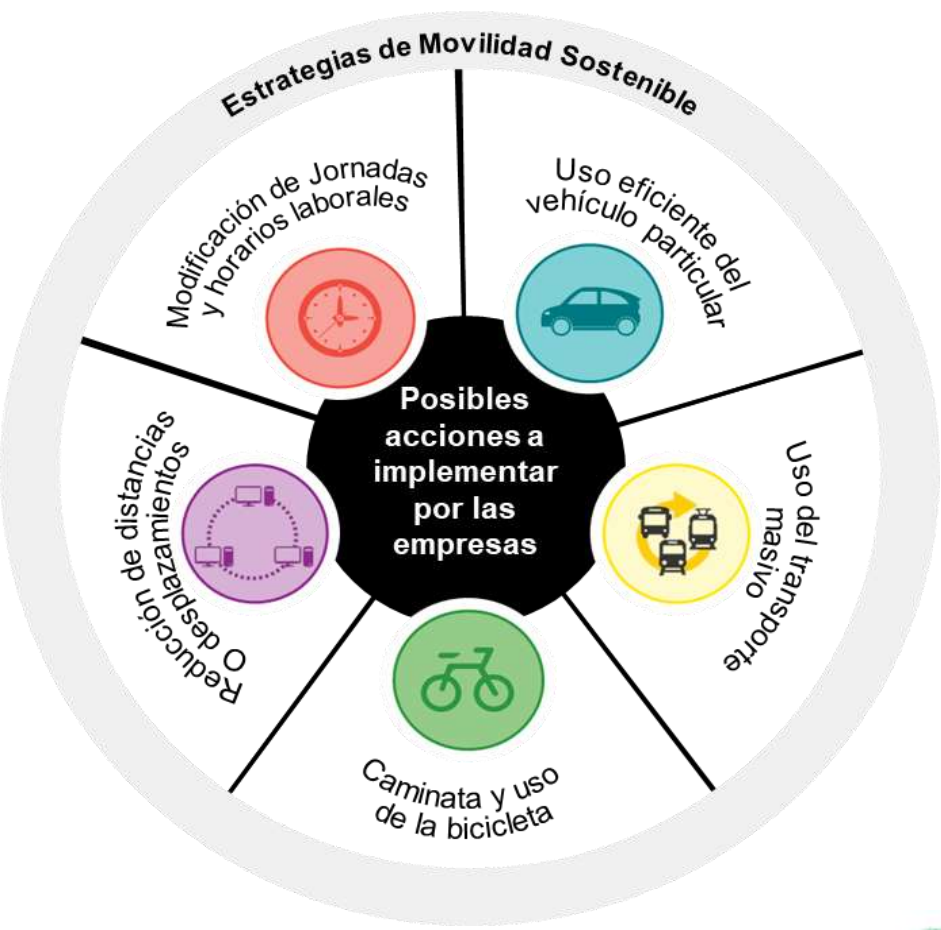 Estrategias de Movilidad Sostenible
Modificación de Jornadas
y horarios laborales
Uso eficiente del
vehículo particular
Posibles
acciones a
implementar
por las
empresas
Reducción de distancias
O desplazamientos
Uso del transporte
masivo
Caminata y uso
de la bicicleta